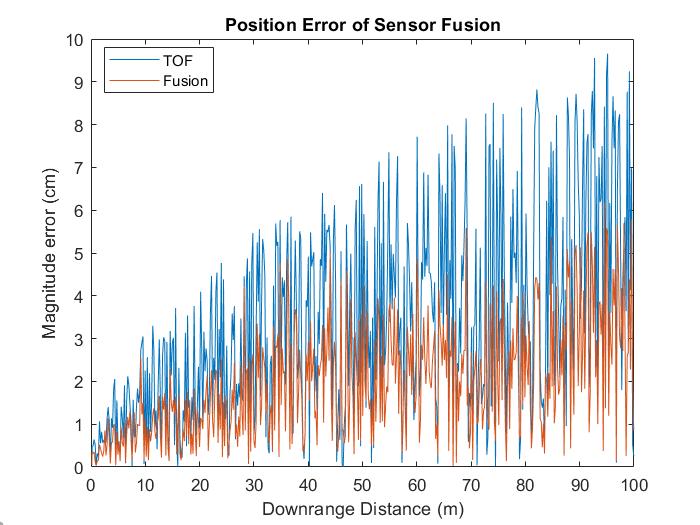 Position Error of Sensor Fusion
10
9
8
7
6
5
4
3
2
1
0
TOF
Fusion
Magnitude error (cm)
0 10 20 30 40 50 60 70 80 90 100
Downrange Distance (m)